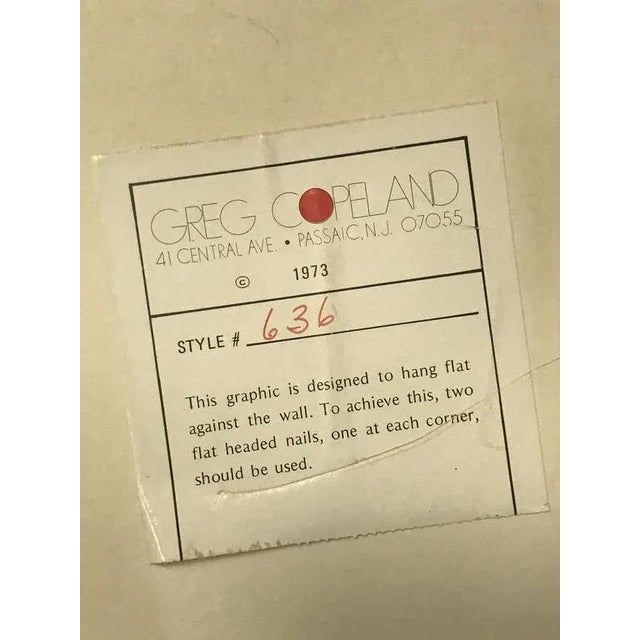 GREG COPELAND
41 CENTRAL AVE. • PASSAIC, N.J. 07055
© 1973
STYLE # 636
This graphic is designed to hang flat
against the wall. To achieve this, two
flat headed nails, one at each corner,
should be used.